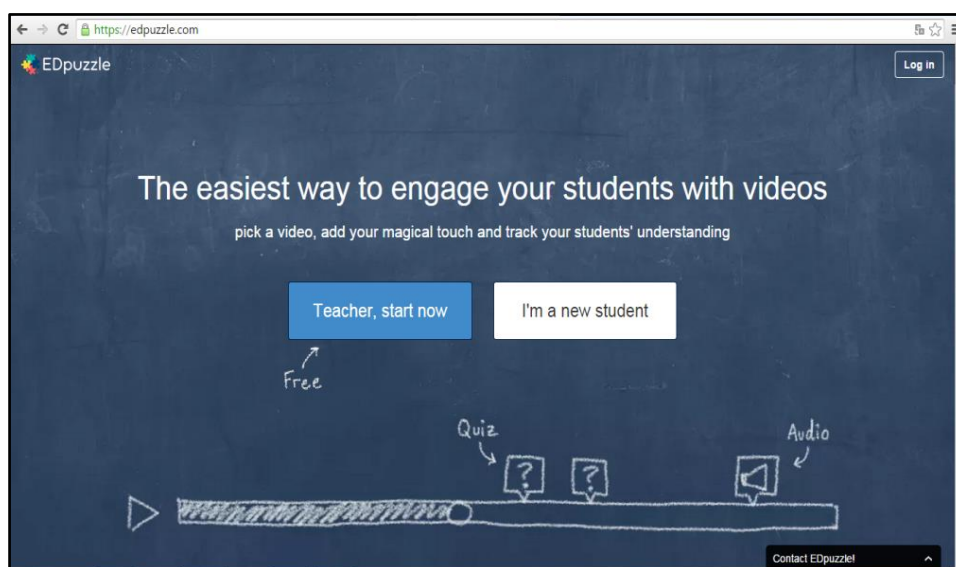 https://edpuzzle.com
EDpuzzle
Log in
The easiest way to engage your students with videos
pick a video, add your magical touch and track your students' understanding
Teacher, start now
I'm a new student
Free
Quiz
Audio
?
?
Contact EDpuzzle!